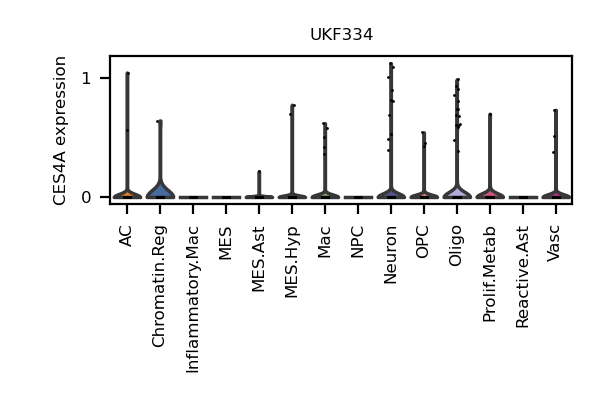 UKF334
CES4A expression
1
0
AC
Chromatin.Reg
Inflammatory.Mac
MES
MES.Ast
MES.Hyp
Mac
NPC
Neuron
OPC
Oligo
Prolif.Metab
Reactive.Ast
Vasc